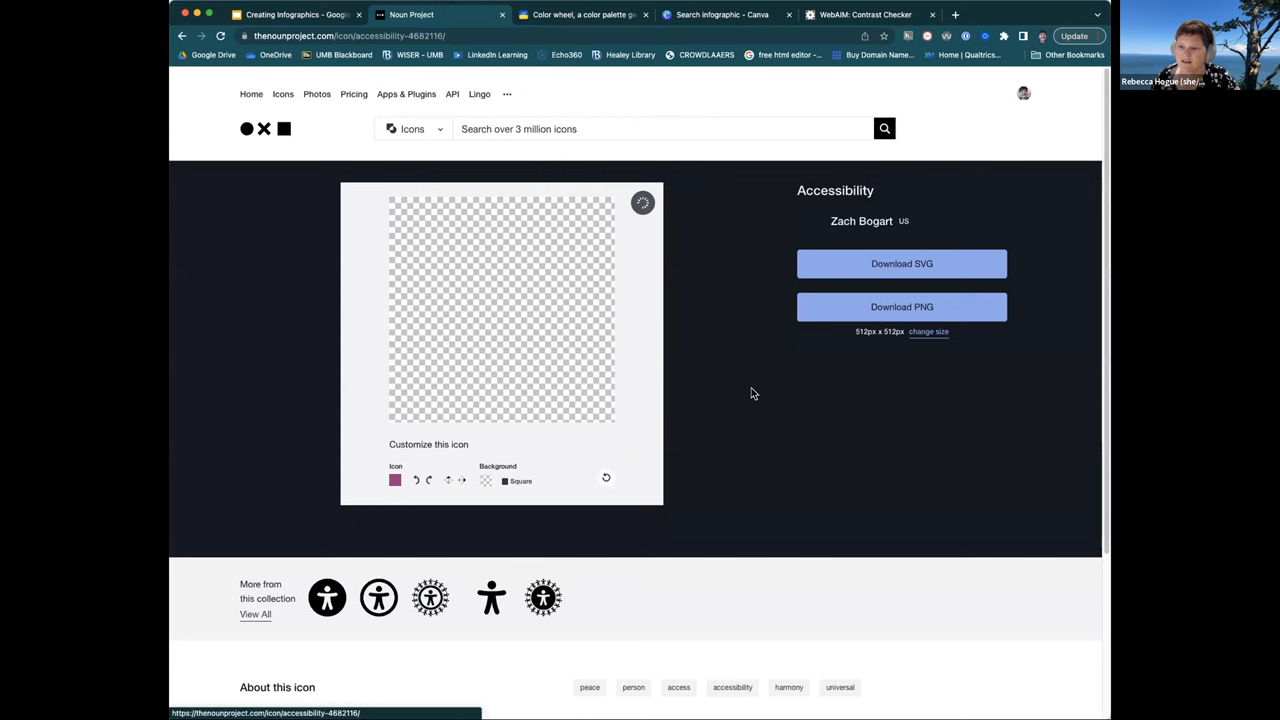 Creating Infographics - Google
Noun Project
Color wheel, a color palette ge
Search infographic - Canva
WebAIM: Contrast Checker
thenounproject.com/icon/accessibility-4682116/
Update
Google Drive
OneDrive
UMB Blackboard
WISER - UMB
LinkedIn Learning
Echo360
Healey Library
CROWDLAAERS
free html editor -...
Buy Domain Name...
Home | Qualtrics...
Other Bookmarks
Rebecca Hogue (she/...
Home
Icons
Photos
Pricing
Apps & Plugins
API
Lingo
Icons
Search over 3 million icons
Accessibility
Zach Bogart US
Download SVG
Download PNG
512px x 512px change size
Customize this icon
Icon
Background
Square
More from
this collection
View All
About this icon
peace
person
access
accessibility
harmony
universal
https://thenounproject.com/icon/accessibility-4682116/